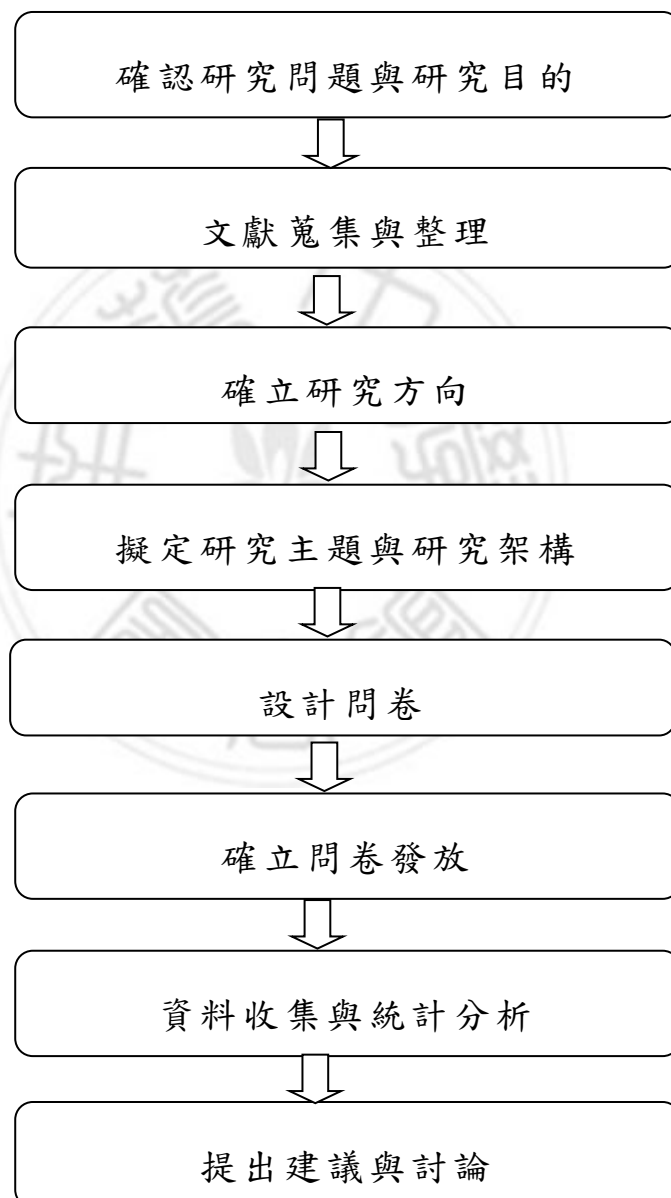 確認研究問題與研究目的
文獻蒐集與整理
確立研究方向
擬定研究主題與研究架構
設計問卷
確立問卷發放
資料收集與統計分析
提出建議與討論